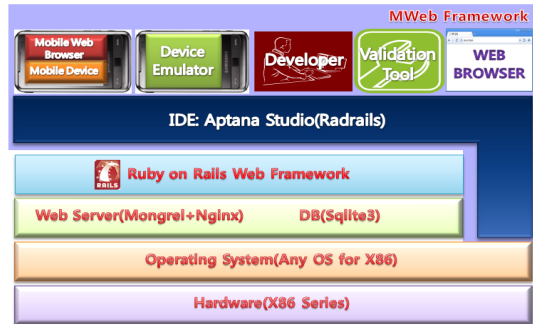 MWeb Framework
Mobile Web
Browser
Mobile Device
Device
Emulator
Developer
Validation
Tool
WEB
BROWSER
IDE: Aptana Studio(Radrails)
RAILS
Ruby on Rails Web Framework
Web Server(Mongrel+Nginx) DB(Sqlite3)
Operating System(Any OS for X86)
Hardware(X86 Series)